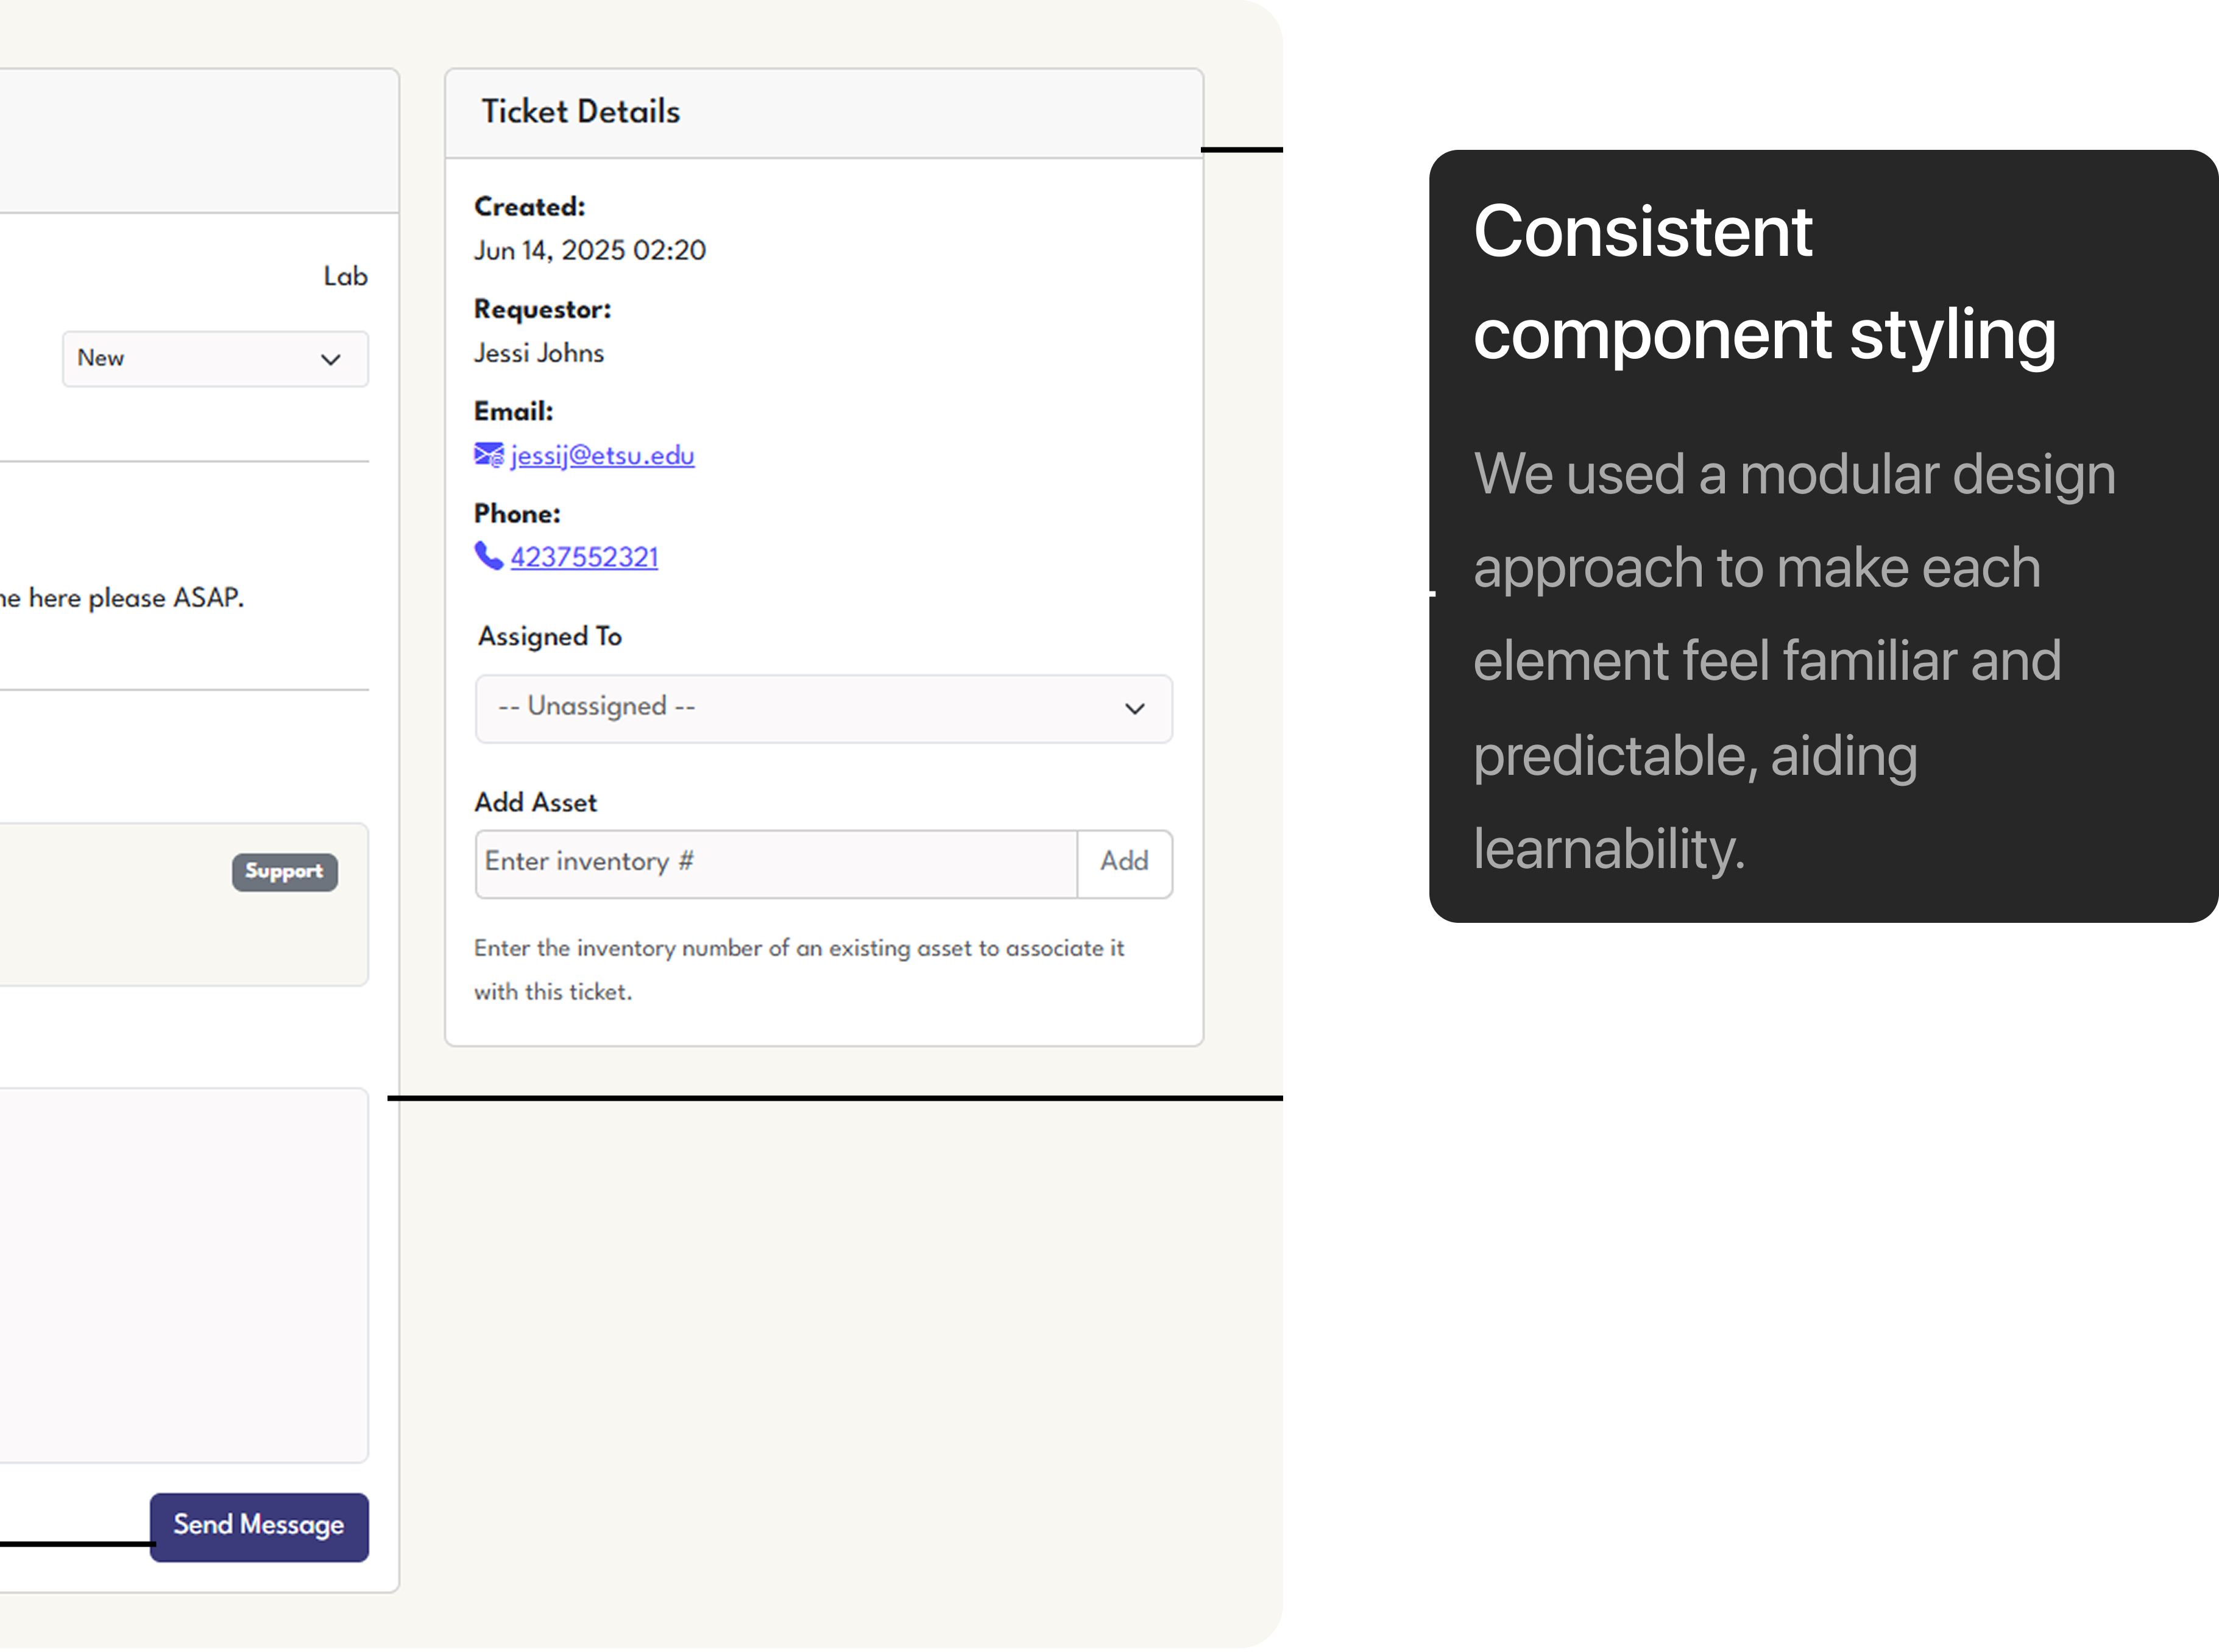 Lab
New
ne here please ASAP.
Support
Send Message
Ticket Details
Created:
Jun 14, 2025 02:20
Requestor:
Jessi Johns
Email:
jessij@etsu.edu
Phone:
4237552321
Assigned To
-- Unassigned --
Add Asset
Enter inventory #
Add
Enter the inventory number of an existing asset to associate it
with this ticket.
Consistent
component styling
We used a modular design
approach to make each
element feel familiar and
predictable, aiding
learnability.